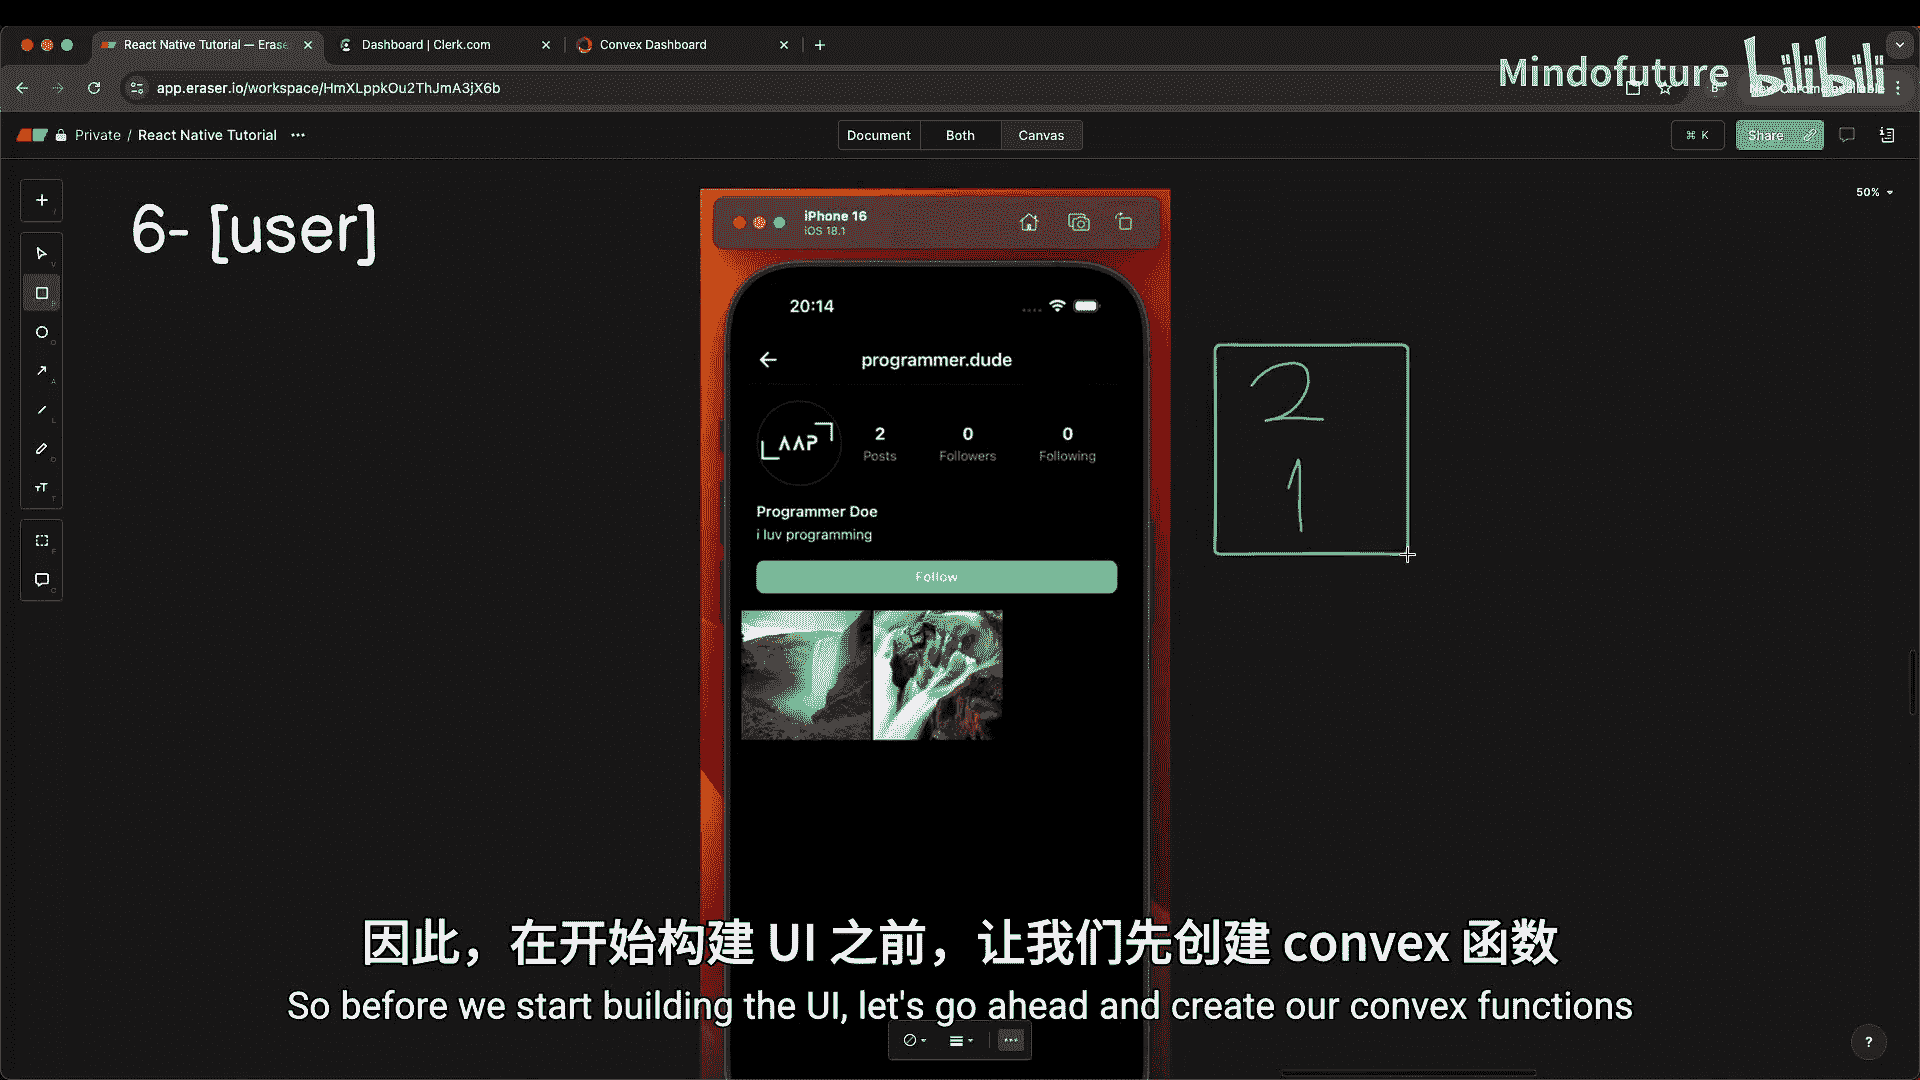 React Native Tutorial — Erase
Dashboard | Clerk.com
Convex Dashboard
Mindofuture bilibili
app.eraser.io/workspace/HmXLppkOu2ThJmA3jX6b
Private / React Native Tutorial
Document
Both
Canvas
⌘ K
Share
50%
6- [user]
iPhone 16
iOS 18.1
20:14
programmer.dude
AAP
2
Posts
0
Followers
0
Following
Programmer Doe
i luv programming
Follow
2
1
因此，在开始构建 UI 之前，让我们先创建 convex 函数
So before we start building the UI, let's go ahead and create our convex functions